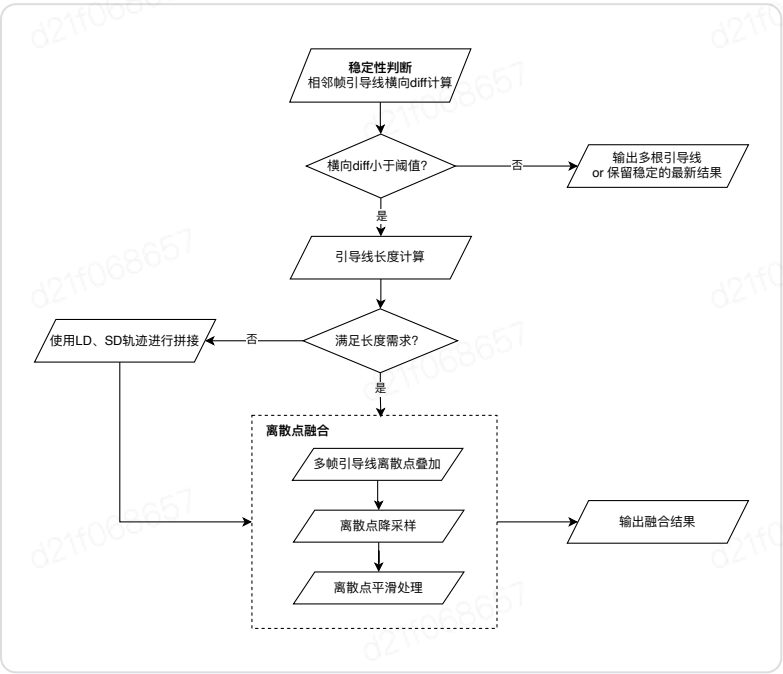 d21f068657
稳定性判断
相邻帧引导线横向diff计算
横向diff小于阈值?
否
输出多根引导线
or 保留稳定的最新结果
是
引导线长度计算
d21f068657
满足长度需求?
否
使用LD、SD轨迹进行拼接
d21f068657
是
离散点融合
多帧引导线离散点叠加
离散点降采样
输出融合结果
d21f068657
离散点平滑处理
d21f068657